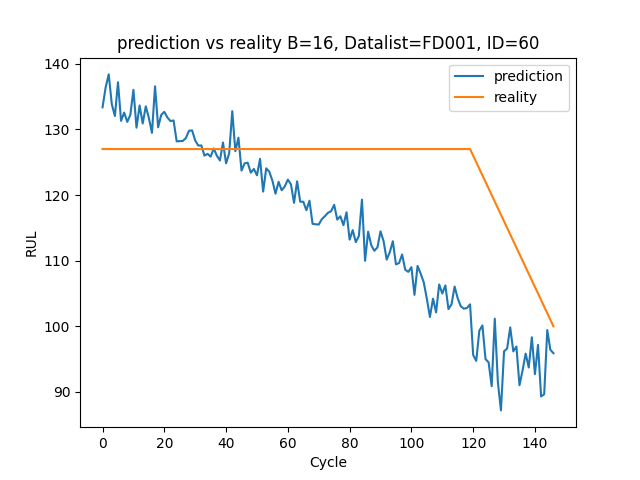 prediction vs reality B=16, Datalist=FD001, ID=60
prediction
reality
RUL
140
130
120
110
100
90
0 20 40 60 80 100 120 140
Cycle